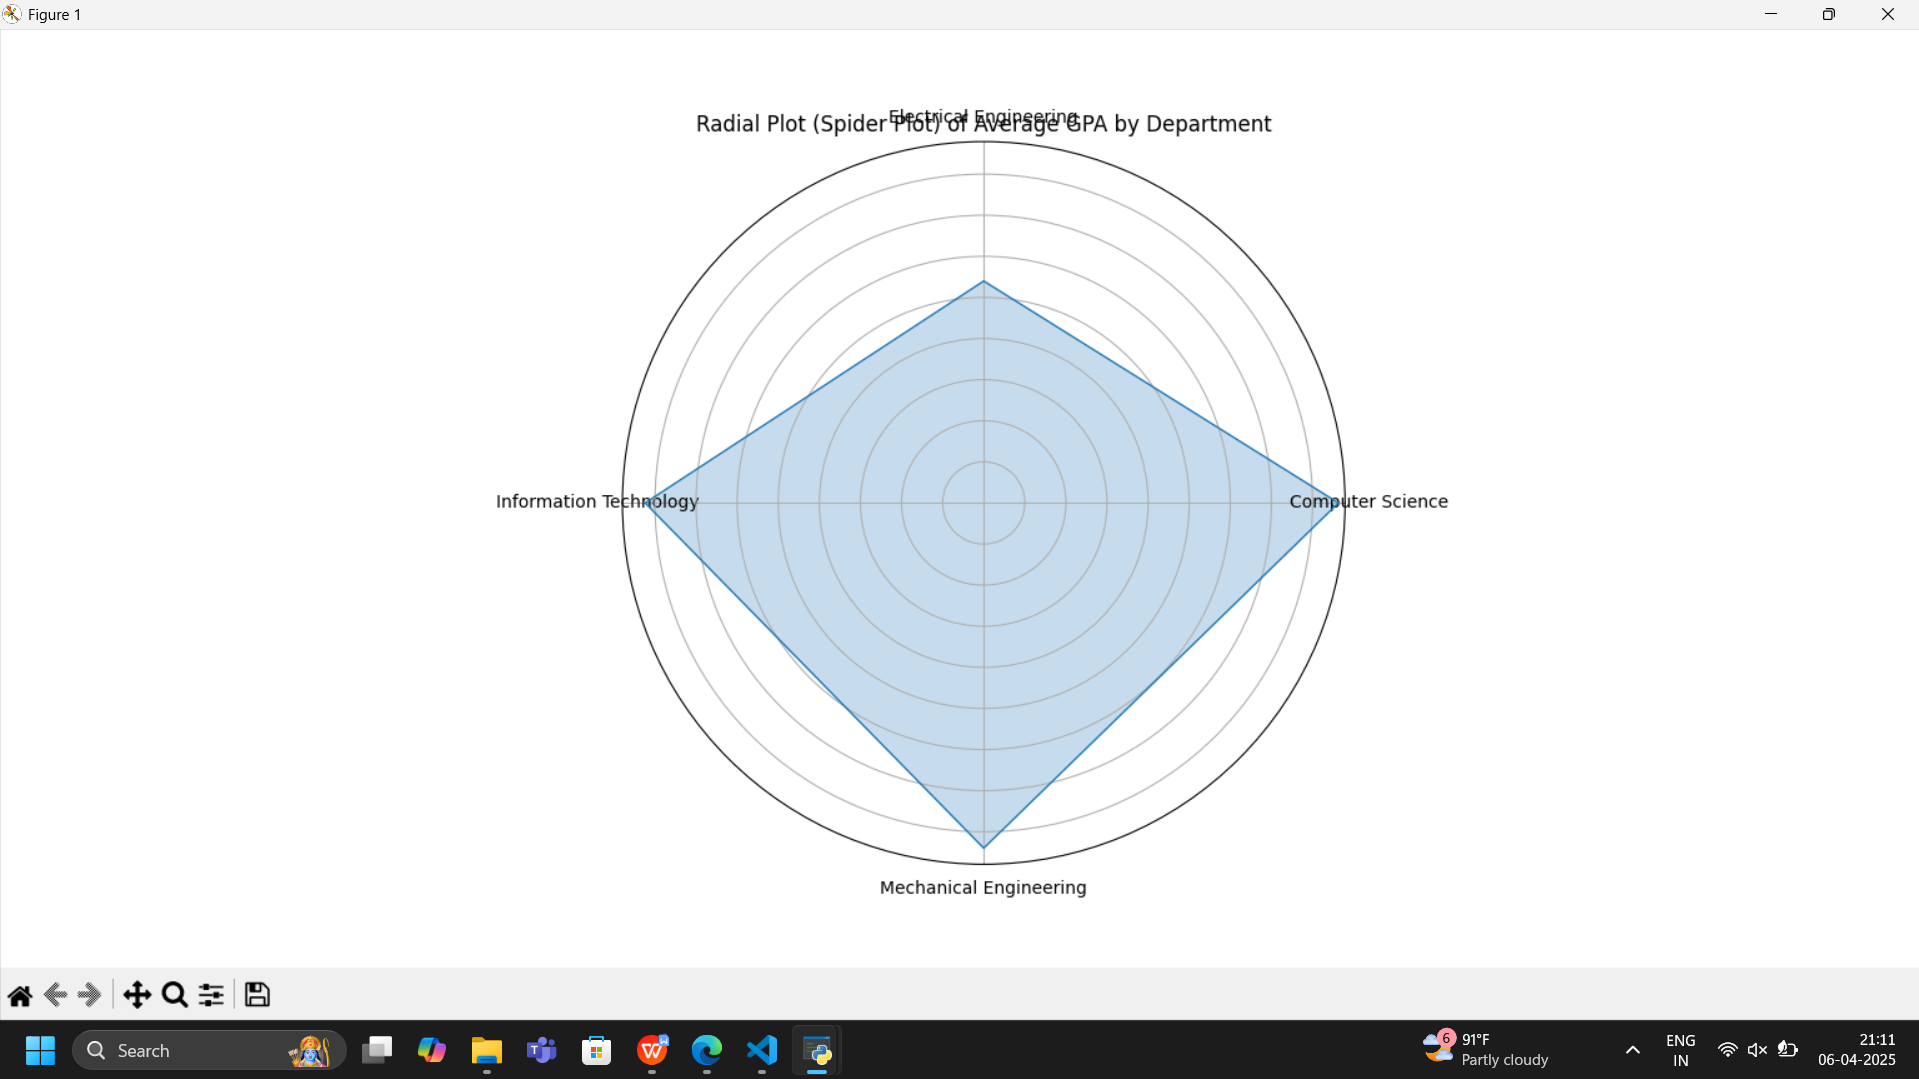 Figure 1
Electrical Engineering
Radial Plot (Spider Plot) of Average GPA by Department
Information Technology
Computer Science
Mechanical Engineering
Search
6
91°F
Partly cloudy
ENG
IN
21:11
06-04-2025